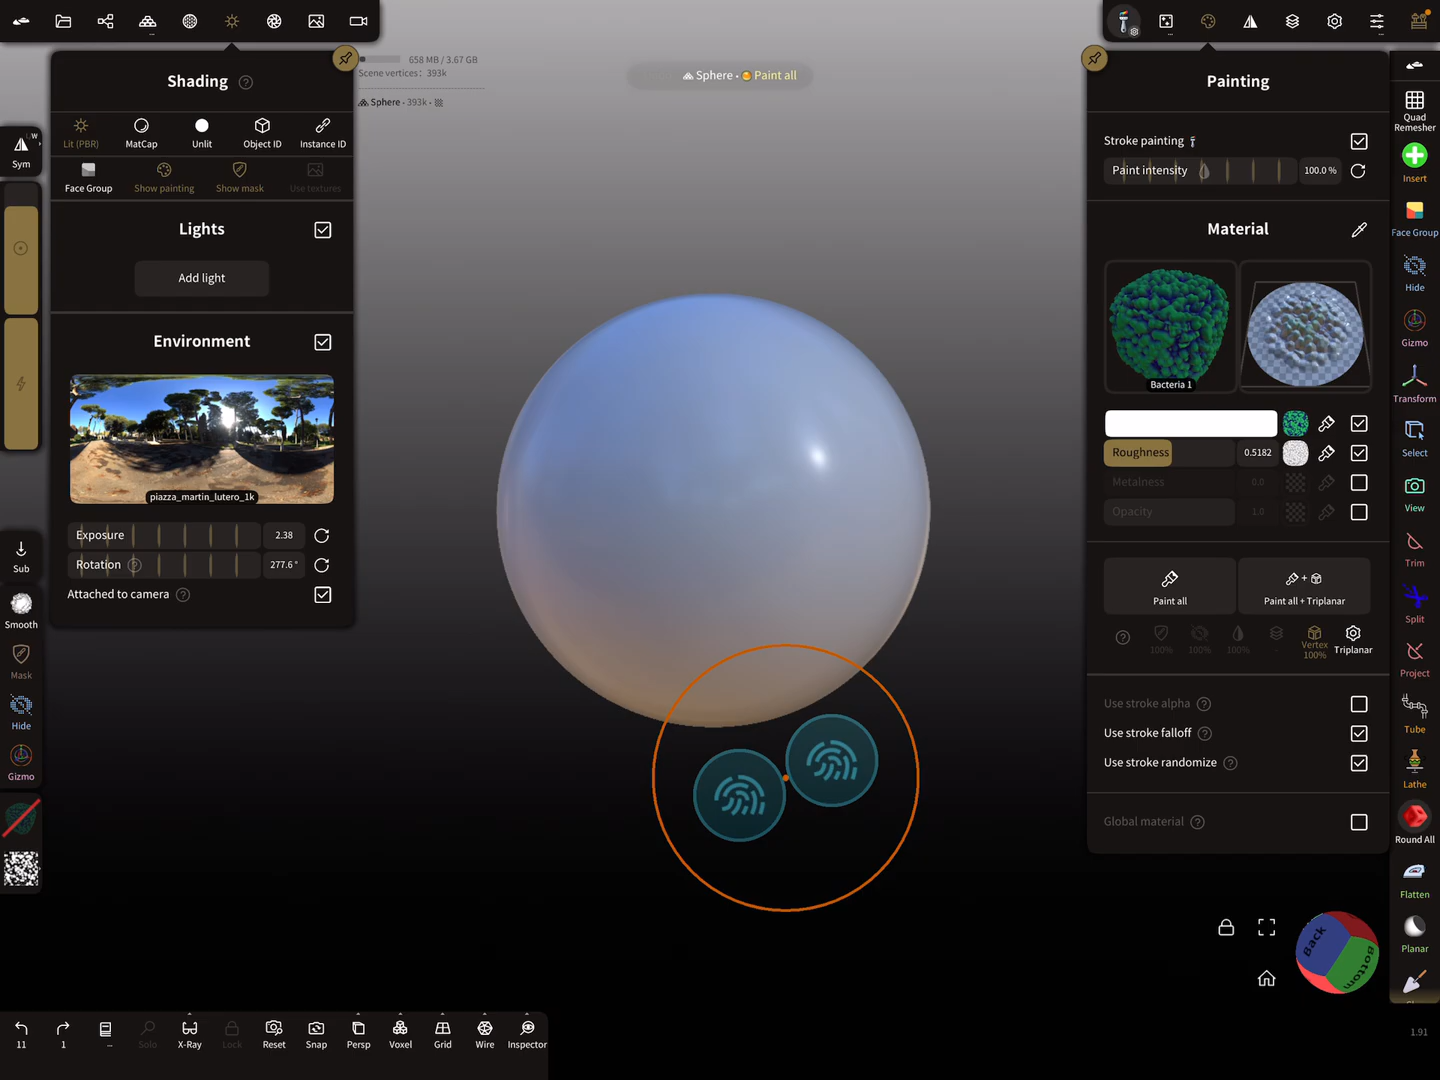 658 MB / 3.67 GB
Scene vertices: 393k
Sphere • 393k •
Sphere • Paint all
Shading
Lit (PBR)
MatCap
Unlit
Object ID
Instance ID
Face Group
Show painting
Show mask
Use textures
Lights
Add light
Environment
piazza_martin_lutero_1k
Exposure 2.38
Rotation 277.6°
Attached to camera
W
Sym
Sub
Smooth
Mask
Hide
Gizmo
Painting
Stroke painting
Paint intensity 100.0 %
Material
Bacteria 1
Roughness 0.5182
Metalness 0.0
Opacity 1.0
Paint all
Paint all + Triplanar
100%
100%
100%
Vertex
100%
Triplanar
Use stroke alpha
Use stroke falloff
Use stroke randomize
Global material
Quad
Remesher
Insert
Face Group
Hide
Gizmo
Transform
Select
View
Trim
Split
Project
Tube
Lathe
Round All
Flatten
Planar
Back
Bottom
11
1
...
Solo
X-Ray
Lock
Reset
Snap
Persp
Voxel
Grid
Wire
Inspector
1.91